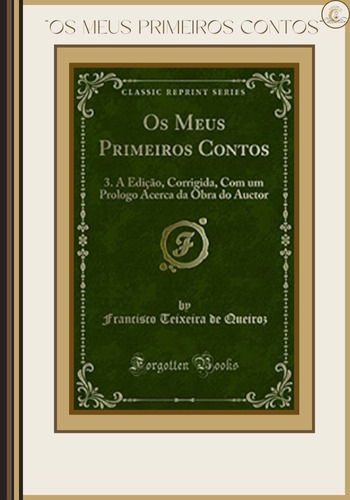 "OS MEUS PRIMEIROS CONTOS"
CLASSIC REPRINT SERIES
Os Meus
Primeiros Contos
3. A Edição, Corrigida, Com um
Prologo Acerca da Obra do Auctor
F
by
Francisco Teixeira de Queiroz
Forgotten Books